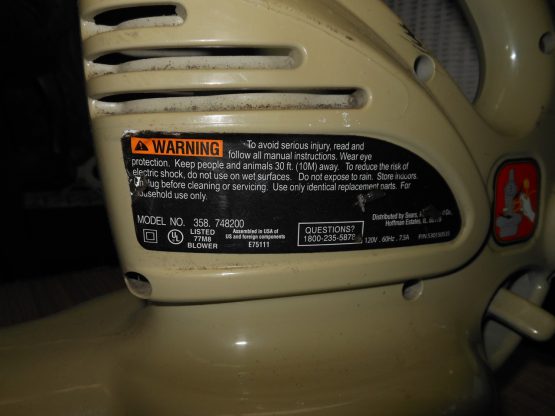 WARNING To avoid serious injury, read and
follow all manual instructions. Wear eye
protection. Keep people and animals 30 ft. (10M) away. To reduce the risk of
electric shock, do not use on wet surfaces. Do not expose to rain. Store indoors.
before cleaning or servicing. Use only identical replacement parts. For
household use only.
MODEL NO. 358. 748200
UL LISTED
77M8
BLOWER
Assembled in USA of
US and foreign components
E75111
QUESTIONS?
1800-235-5878
Distributed by Sears,
Hoffman Estates,
120V . 60Hz . 7.5A